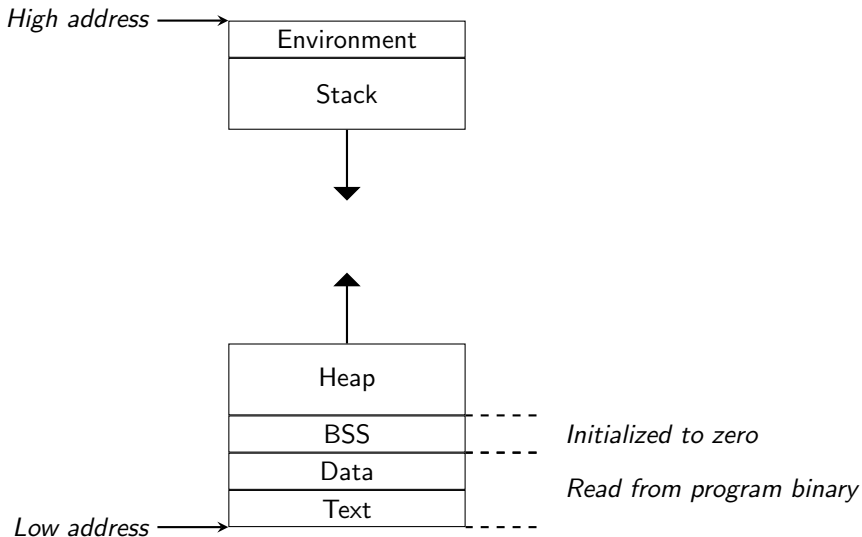 High address
Environment
Stack
Heap
BSS
Initialized to zero
Data
Read from program binary
Text
Low address